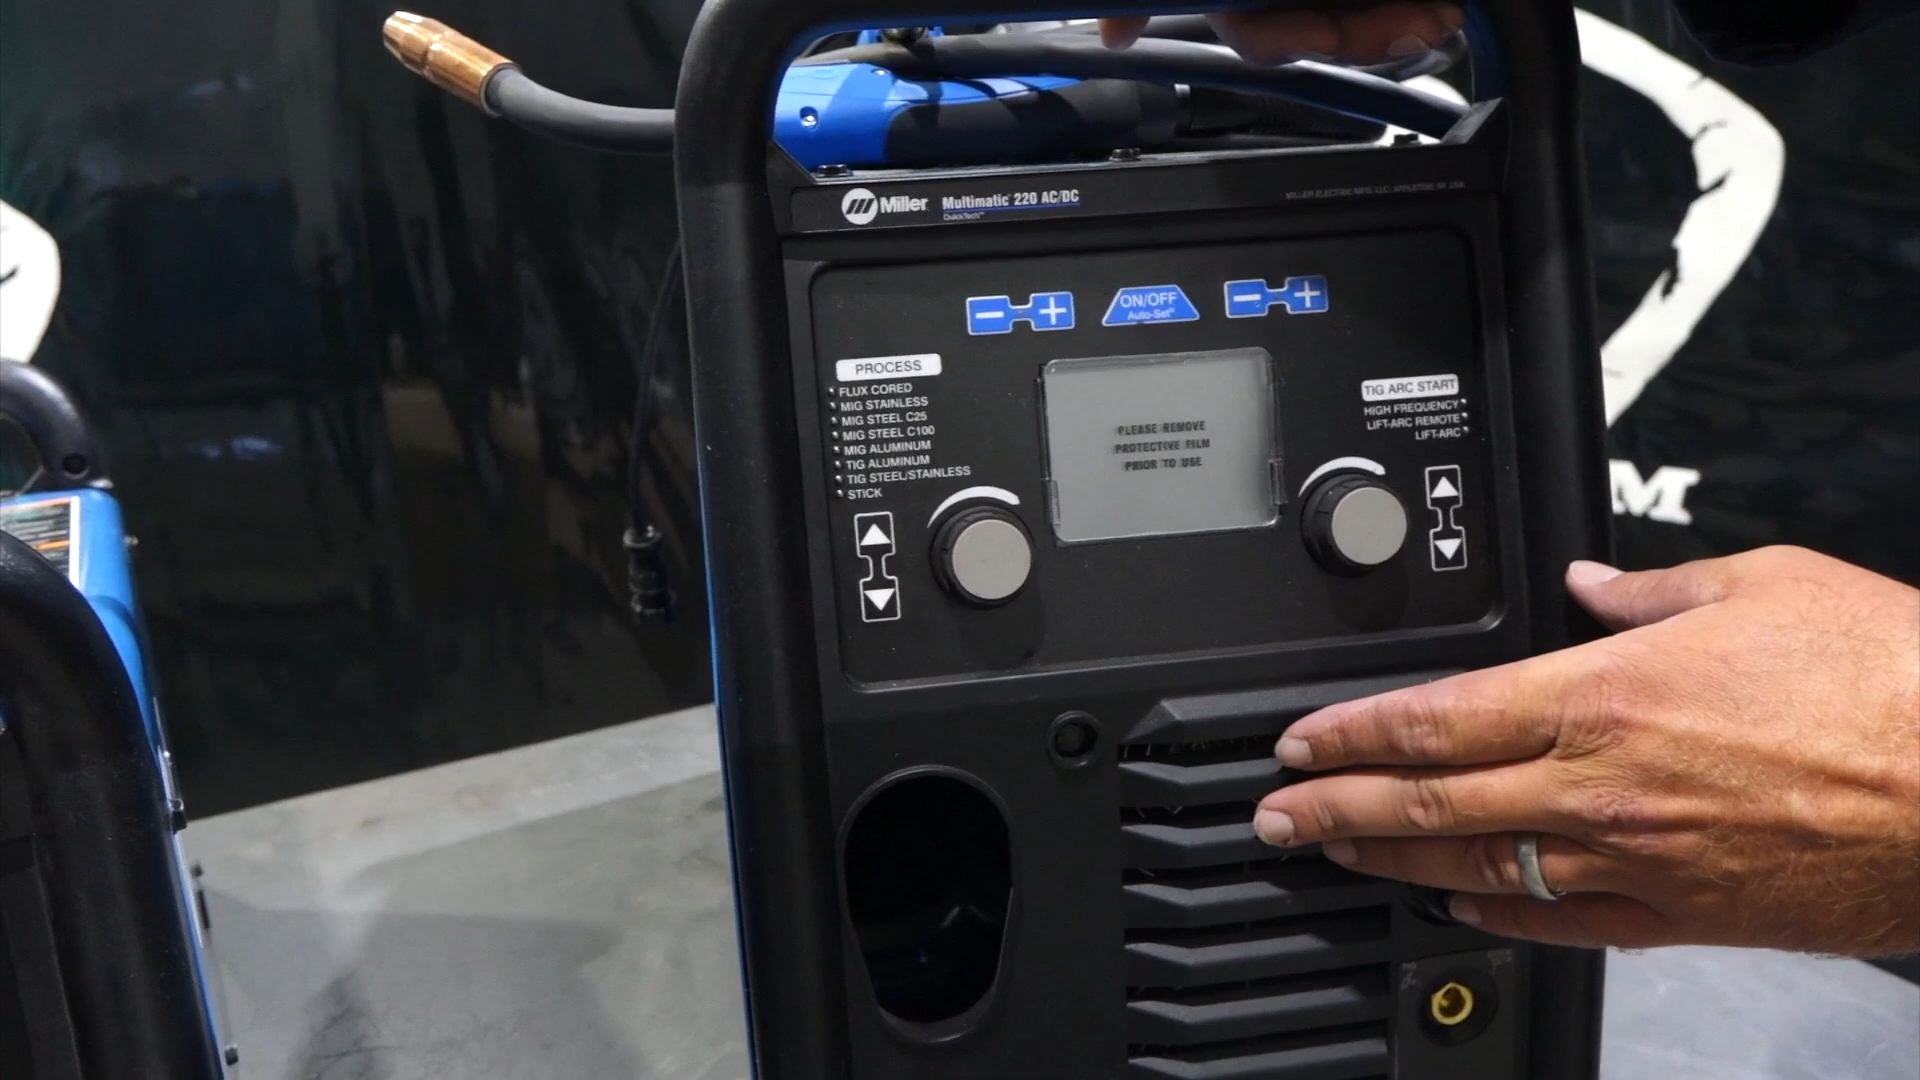 Miller Multimatic 220 AC/DC
QuickTech™
MILLER ELECTRIC MFG. LLC. APPLETON, WI USA
ON/OFF
Auto-Set™
PROCESS
FLUX CORED
MIG STAINLESS
MIG STEEL C25
MIG STEEL C100
MIG ALUMINUM
TIG ALUMINUM
TIG STEEL/STAINLESS
STICK
PLEASE REMOVE
PROTECTIVE FILM
PRIOR TO USE
TIG ARC START
HIGH FREQUENCY
LIFT-ARC REMOTE
LIFT-ARC
M